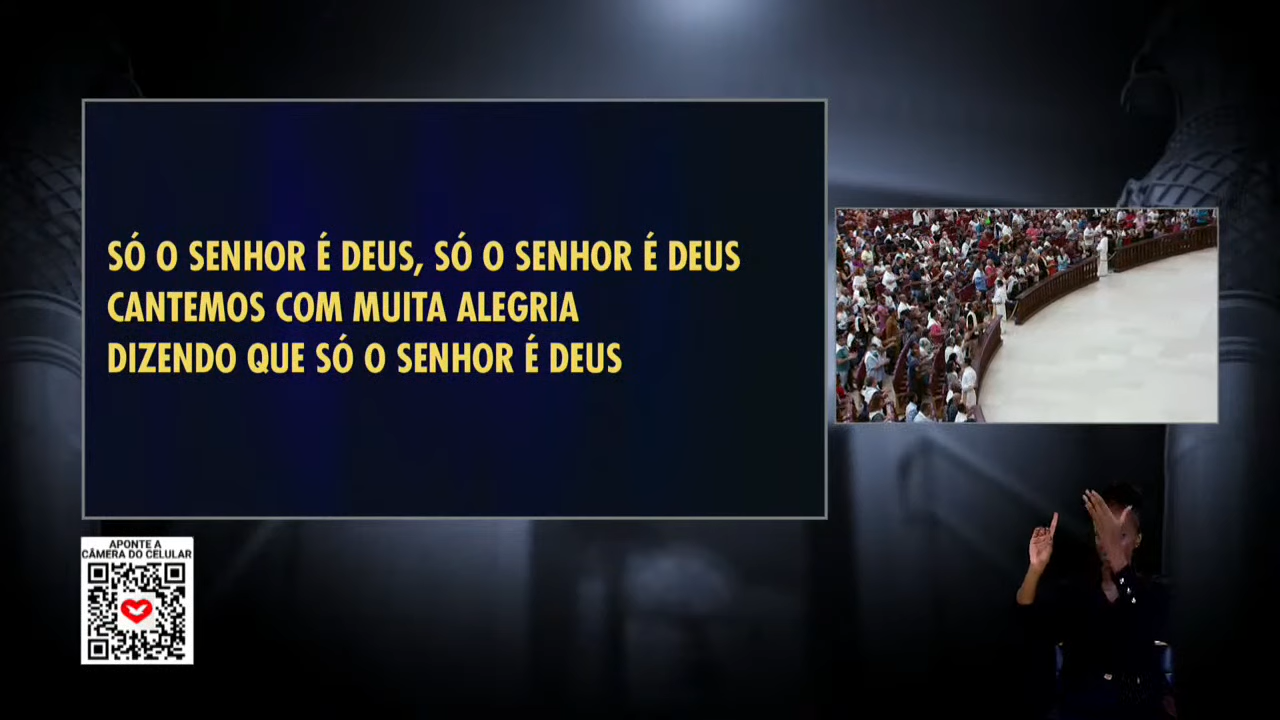 SÓ O SENHOR É DEUS, SÓ O SENHOR É DEUS
CANTEMOS COM MUITA ALEGRIA
DIZENDO QUE SÓ O SENHOR É DEUS
APONTE A
CÂMERA DO CELULAR